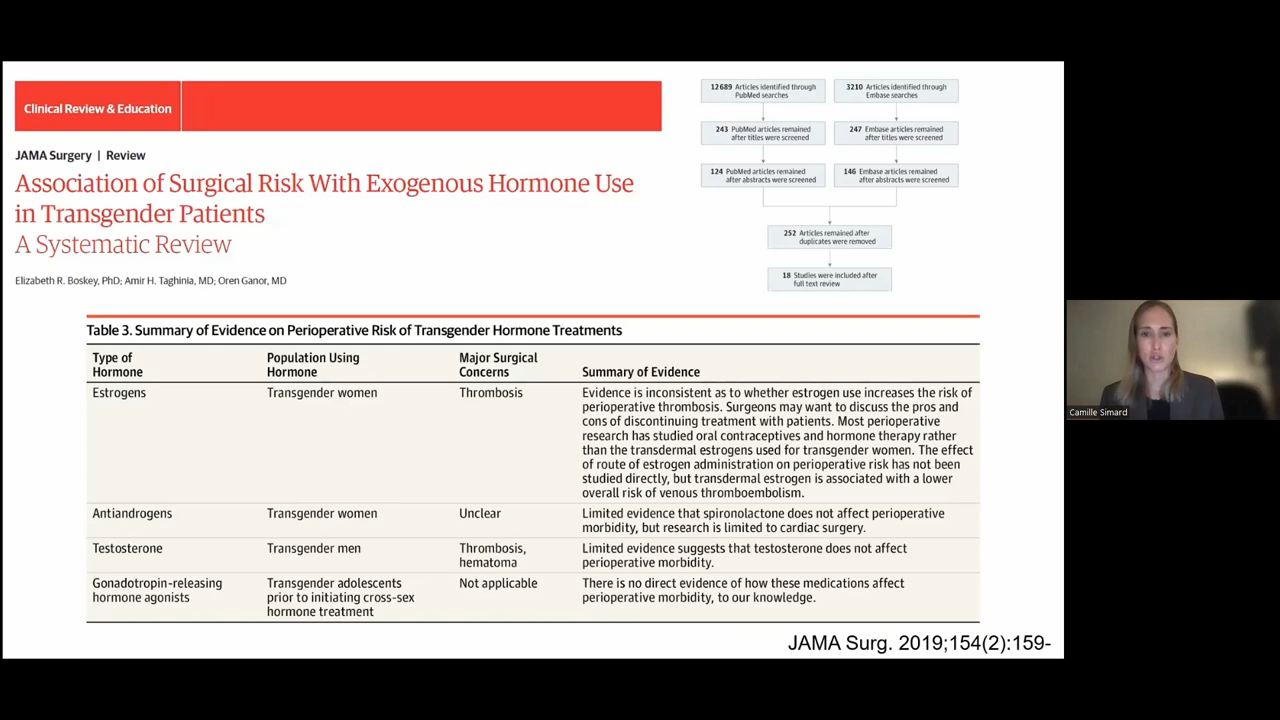 Clinical Review & Education
JAMA Surgery | Review
Association of Surgical Risk With Exogenous Hormone Use
in Transgender Patients
A Systematic Review
Elizabeth R. Boskey, PhD; Amir H. Taghinia, MD; Oren Ganor, MD
12689 Articles identified through
PubMed searches
3210 Articles identified through
Embase searches
243 PubMed articles remained
after titles were screened
247 Embase articles remained
after titles were screened
124 PubMed articles remained
after abstracts were screened
146 Embase articles remained
after abstracts were screened
252 Articles remained after
duplicates were removed
18 Studies were included after
full text review
Table 3. Summary of Evidence on Perioperative Risk of Transgender Hormone Treatments
Type of
Hormone
Population Using
Hormone
Major Surgical
Concerns
Summary of Evidence
Estrogens
Transgender women
Thrombosis
Evidence is inconsistent as to whether estrogen use increases the risk of
perioperative thrombosis. Surgeons may want to discuss the pros and
cons of discontinuing treatment with patients. Most perioperative
research has studied oral contraceptives and hormone therapy rather
than the transdermal estrogens used for transgender women. The effect
of route of estrogen administration on perioperative risk has not been
studied directly, but transdermal estrogen is associated with a lower
overall risk of venous thromboembolism.
Antiandrogens
Transgender women
Unclear
Limited evidence that spironolactone does not affect perioperative
morbidity, but research is limited to cardiac surgery.
Testosterone
Transgender men
Thrombosis,
hematoma
Limited evidence suggests that testosterone does not affect
perioperative morbidity.
Gonadotropin-releasing
hormone agonists
Transgender adolescents
prior to initiating cross-sex
hormone treatment
Not applicable
There is no direct evidence of how these medications affect
perioperative morbidity, to our knowledge.
JAMA Surg. 2019;154(2):159-
Camille Simard